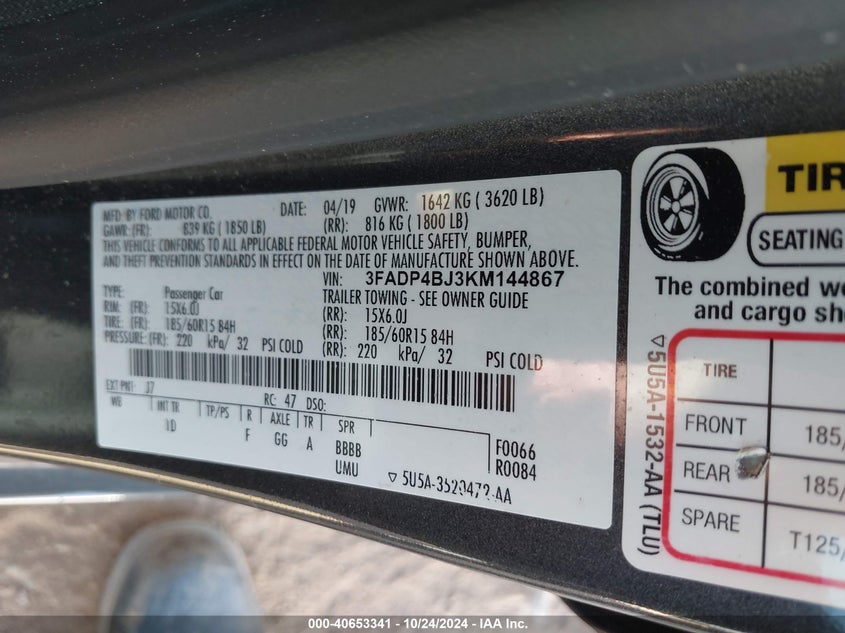 MFD. BY FORD MOTOR CO.
DATE: 04/19 GVWR: 1642 KG ( 3620 LB)
GAWR: (FR): 839 KG ( 1850 LB) (RR): 816 KG ( 1800 LB)
THIS VEHICLE CONFORMS TO ALL APPLICABLE FEDERAL MOTOR VEHICLE SAFETY, BUMPER,
AND THEFT PREVENTION STANDARDS IN EFFECT ON THE DATE OF MANUFACTURE SHOWN ABOVE.
VIN: 3FADP4BJ3KM144867
TYPE: Passenger Car TRAILER TOWING - SEE OWNER GUIDE
RIM: (FR): 15X6.0J (RR): 15X6.0J
TIRE: (FR): 185/60R15 84H (RR): 185/60R15 84H
PRESSURE: (FR): 220 kPa/ 32 PSI COLD (RR): 220 kPa/ 32 PSI COLD
EXT PNT: J7 RC: 47 DSO:
WB INT TR TP/PS R AXLE TR SPR
ID F GG A BBBB F0066
UMU R0084
▽ 5U5A-3520472-AA
TIR
SEATING
The combined we
and cargo sho
TIRE
FRONT 185/
REAR 185/
SPARE T125/
▽5U5A-1532-AA (TLU)
000-40653341 - 10/24/2024 - IAA Inc.